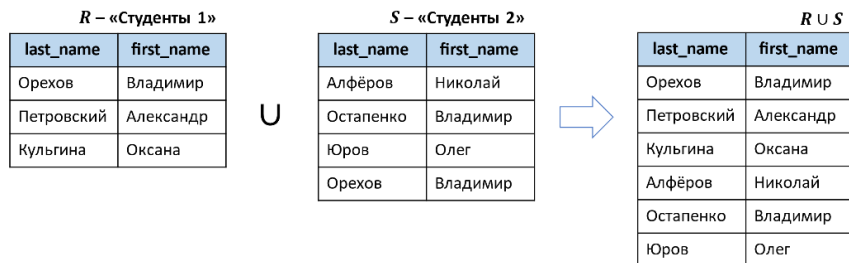 R – «Студенты 1»
last_name first_name
Орехов Владимир
Петровский Александр
Кульгина Оксана
∪
S – «Студенты 2»
last_name first_name
Алфёров Николай
Остапенко Владимир
Юров Олег
Орехов Владимир
R ∪ S
last_name first_name
Орехов Владимир
Петровский Александр
Кульгина Оксана
Алфёров Николай
Остапенко Владимир
Юров Олег